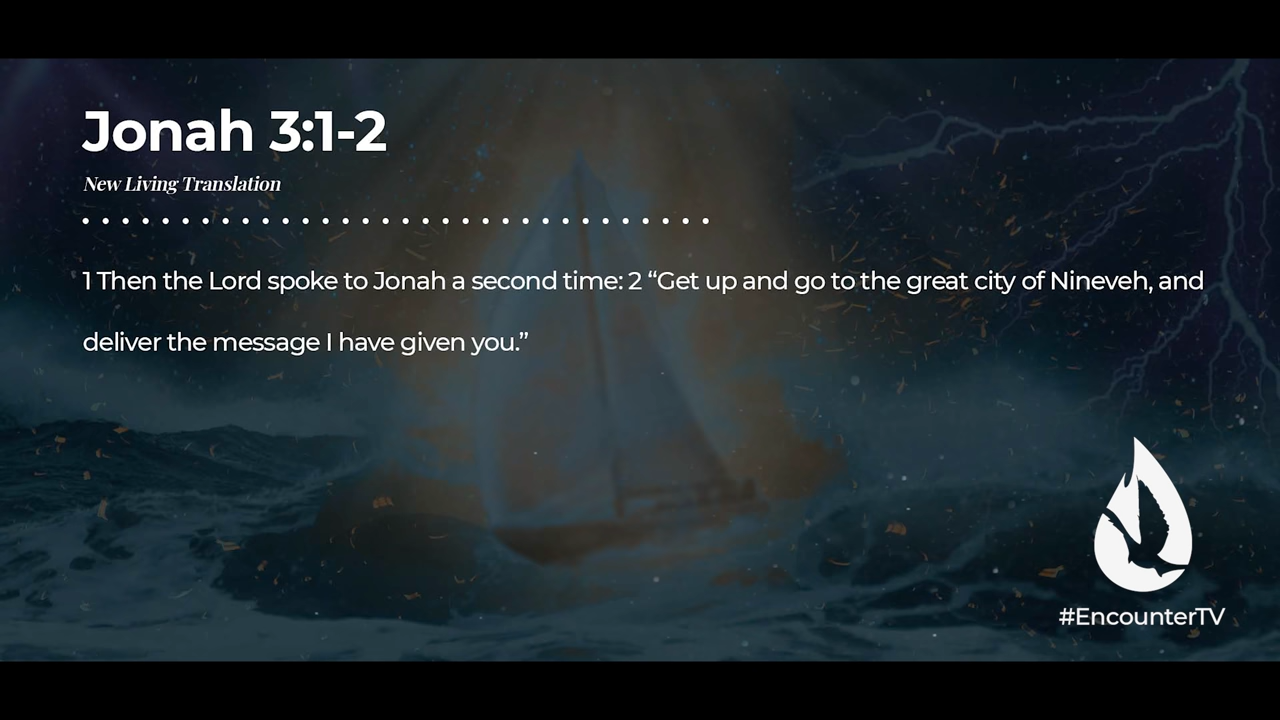 Jonah 3:1-2
New Living Translation
1 Then the Lord spoke to Jonah a second time: 2 “Get up and go to the great city of Nineveh, and
deliver the message I have given you.”
#EncounterTV